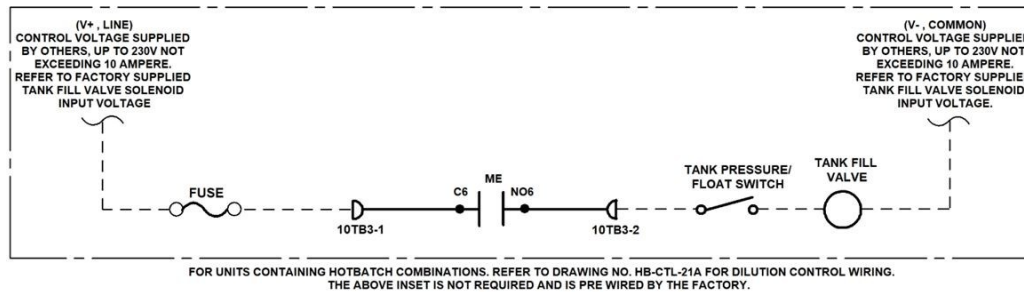 (V+ , LINE)
CONTROL VOLTAGE SUPPLIED
BY OTHERS, UP TO 230V NOT
EXCEEDING 10 AMPERE.
REFER TO FACTORY SUPPLIED
TANK FILL VALVE SOLENOID
INPUT VOLTAGE
(V- , COMMON)
CONTROL VOLTAGE SUPPLIED
BY OTHERS, UP TO 230V NOT
EXCEEDING 10 AMPERE.
REFER TO FACTORY SUPPLIE
TANK FILL VALVE SOLENOID
INPUT VOLTAGE.
FUSE
10TB3-1
C6
ME
NO6
10TB3-2
TANK PRESSURE/
FLOAT SWITCH
TANK FILL
VALVE
FOR UNITS CONTAINING HOTBATCH COMBINATIONS. REFER TO DRAWING NO. HB-CTL-21A FOR DILUTION CONTROL WIRING.
THE ABOVE INSET IS NOT REQUIRED AND IS PRE WIRED BY THE FACTORY.